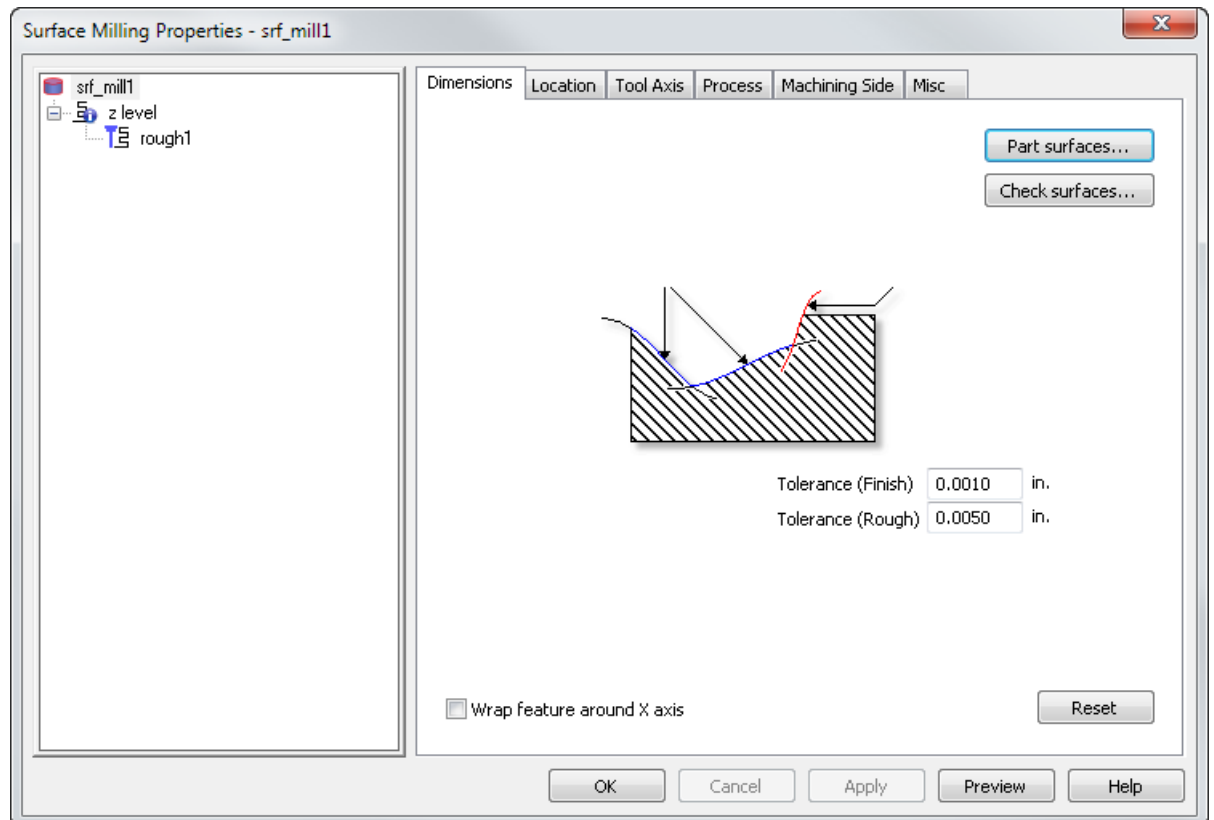 Surface Milling Properties - srf_mill1
srf_mill1
z level
rough1
Dimensions Location Tool Axis Process Machining Side Misc
Part surfaces...
Check surfaces...
Tolerance (Finish) 0.0010 in.
Tolerance (Rough) 0.0050 in.
Wrap feature around X axis
Reset
OK Cancel Apply Preview Help